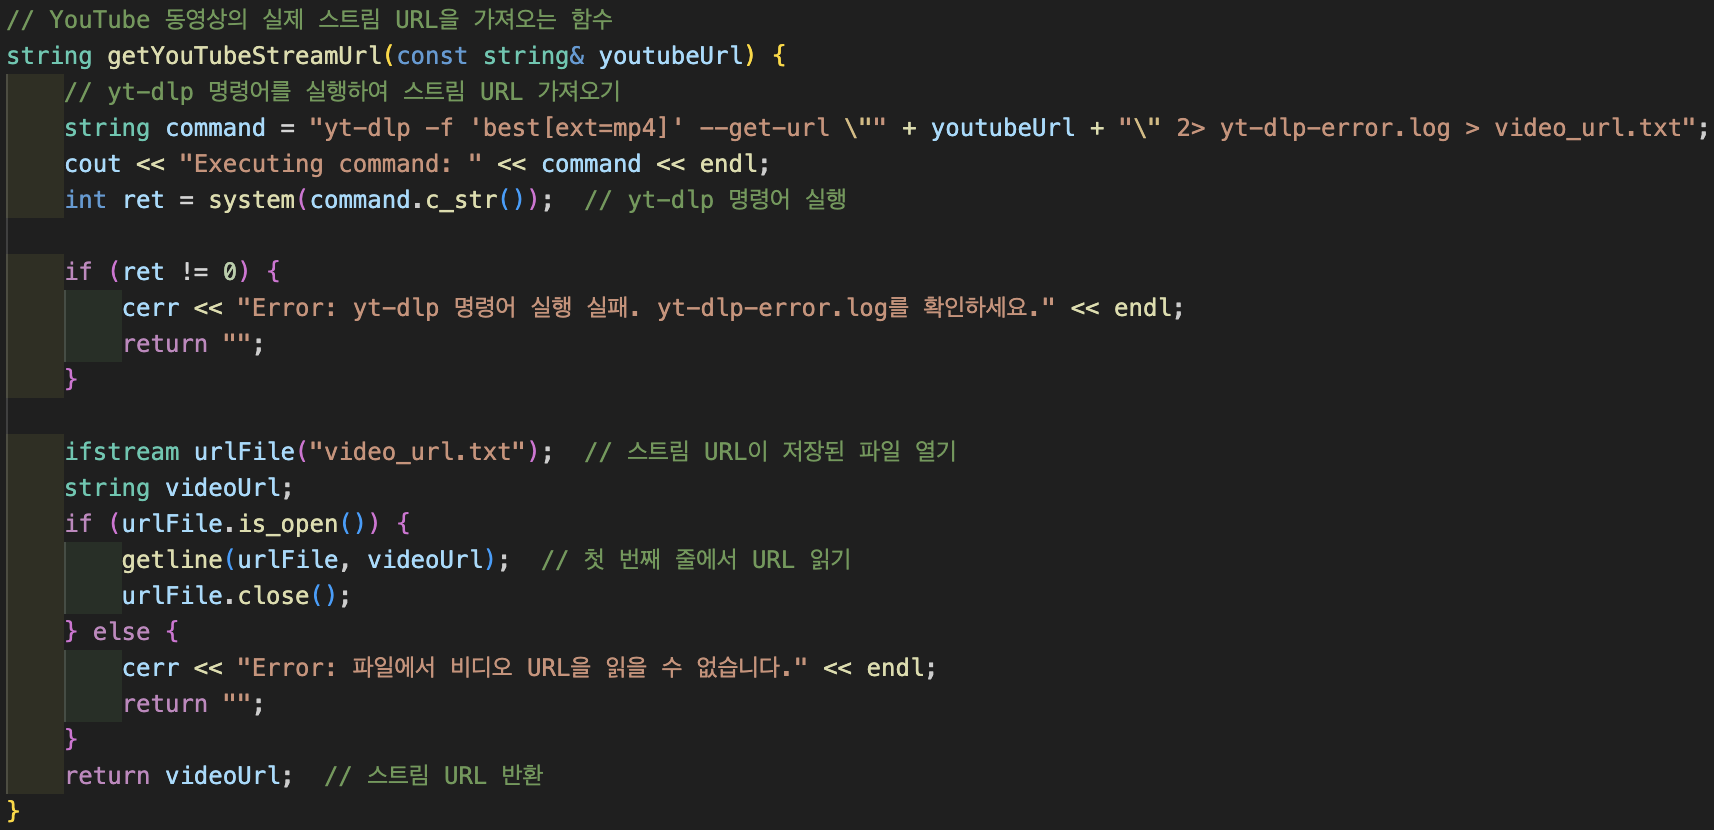 // YouTube 동영상의 실제 스트림 URL을 가져오는 함수
string getYouTubeStreamUrl(const string& youtubeUrl) {
    // yt-dlp 명령어를 실행하여 스트림 URL 가져오기
    string command = "yt-dlp -f 'best[ext=mp4]' --get-url \"" + youtubeUrl + "\" 2> yt-dlp-error.log > video_url.txt";
    cout << "Executing command: " << command << endl;
    int ret = system(command.c_str());  // yt-dlp 명령어 실행

    if (ret != 0) {
        cerr << "Error: yt-dlp 명령어 실행 실패. yt-dlp-error.log를 확인하세요." << endl;
        return "";
    }

    ifstream urlFile("video_url.txt");  // 스트림 URL이 저장된 파일 열기
    string videoUrl;
    if (urlFile.is_open()) {
        getline(urlFile, videoUrl);  // 첫 번째 줄에서 URL 읽기
        urlFile.close();
    } else {
        cerr << "Error: 파일에서 비디오 URL을 읽을 수 없습니다." << endl;
        return "";
    }
    return videoUrl;  // 스트림 URL 반환
}